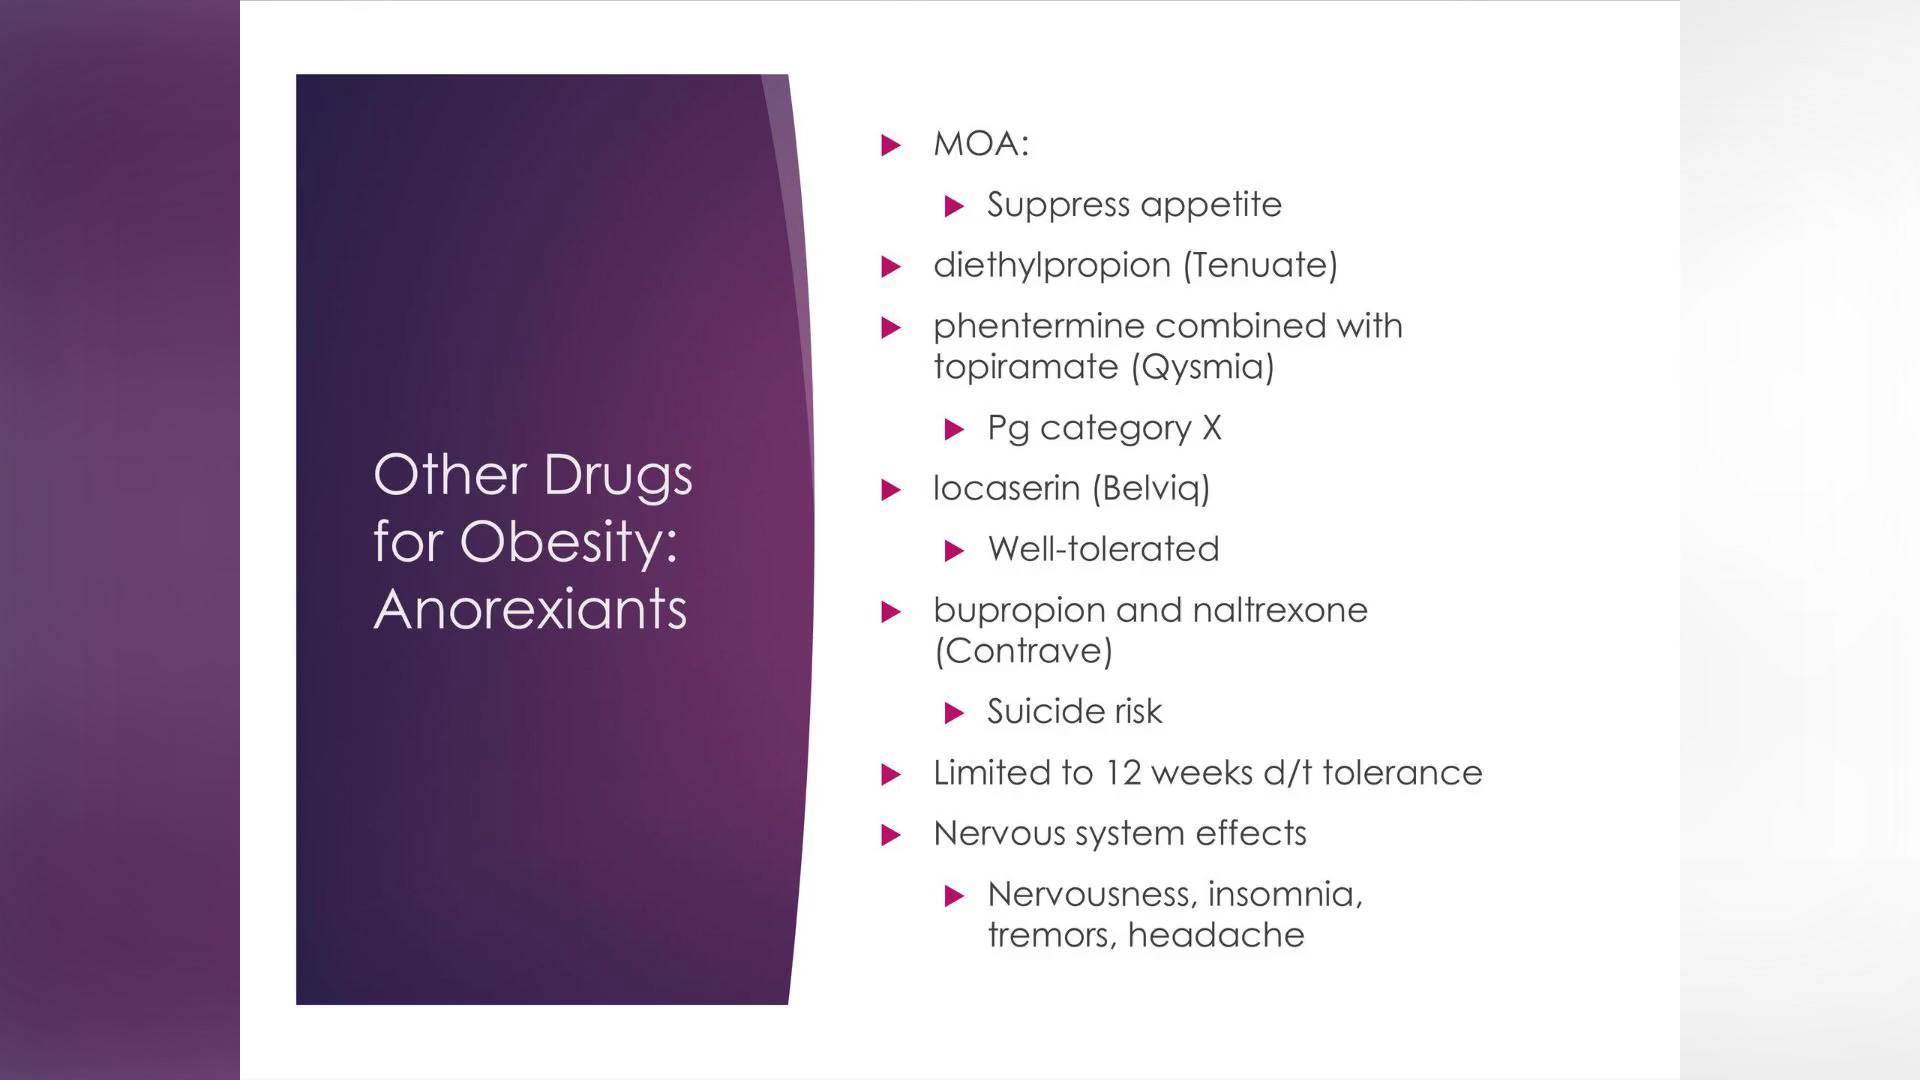 Other Drugs
for Obesity:
Anorexiants
MOA:
Suppress appetite
diethylpropion (Tenuate)
phentermine combined with
topiramate (Qysmia)
Pg category X
locaserin (Belviq)
Well-tolerated
bupropion and naltrexone
(Contrave)
Suicide risk
Limited to 12 weeks d/t tolerance
Nervous system effects
Nervousness, insomnia,
tremors, headache